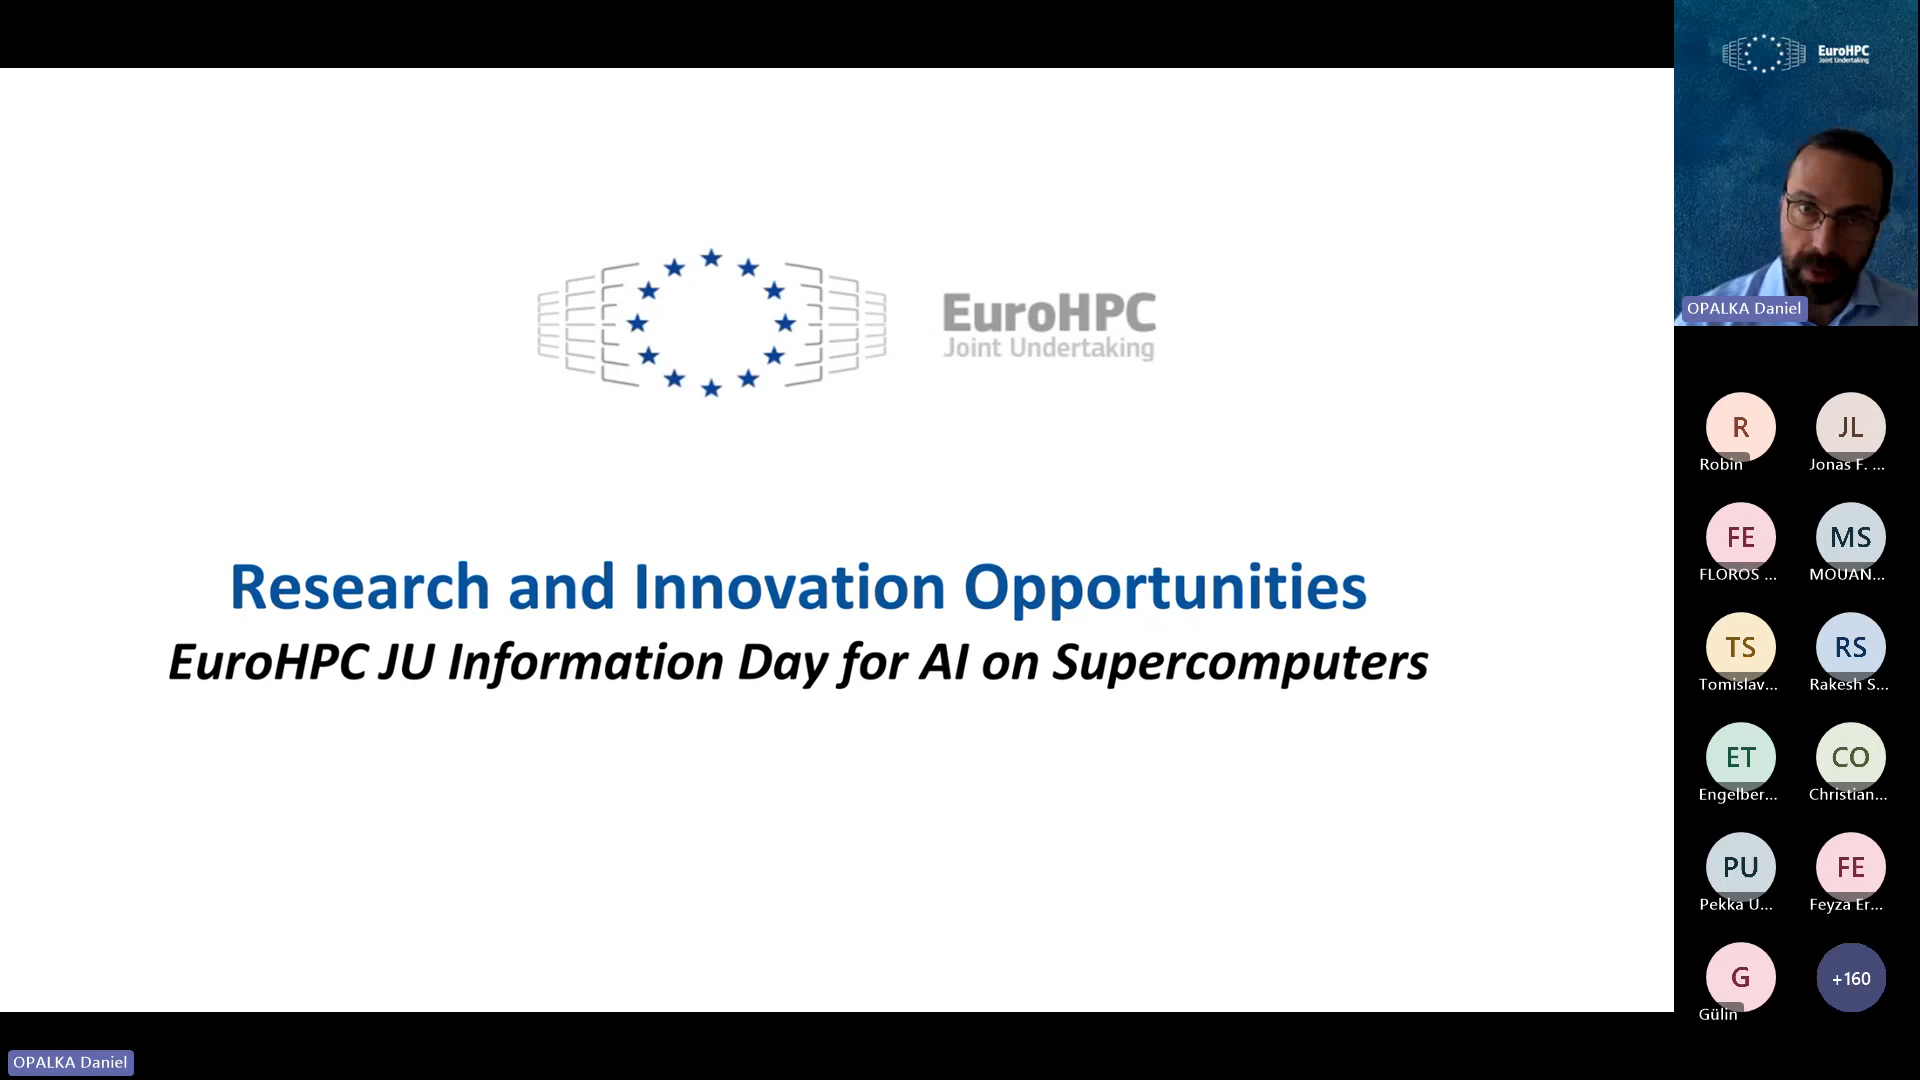 EuroHPC
Joint Undertaking
Research and Innovation Opportunities
EuroHPC JU Information Day for AI on Supercomputers
OPALKA Daniel
EuroHPC
Joint Undertaking
OPALKA Daniel
R
Robin
JL
Jonas F. ...
FE
FLOROS ...
MS
MOUAN...
TS
Tomislav...
RS
Rakesh S...
ET
Engelber...
CO
Christian...
PU
Pekka U...
FE
Feyza Er...
G
Gülin
+160